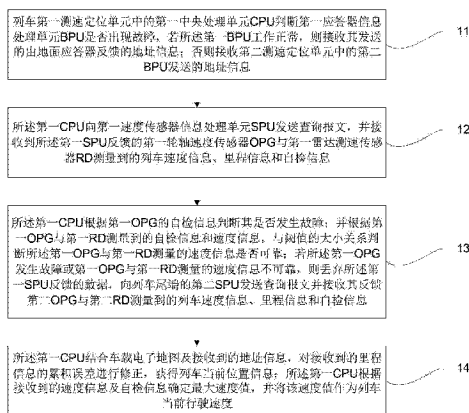 列车第一测速定位单元中的第一中央处理单元CPU判断第一应答器信息
处理单元BPU是否出现故障，若所述第一BPU工作正常，则接收其发送
的由地面应答器反馈的地址信息；否则接收第二测速定位单元中的第二
BPU发送的地址信息
11
所述第一CPU向第一速度传感器信息处理单元SPU发送查询报文，并接
收到所述第一SPU反馈的第一轮轴速度传感器OPG与第一雷达测速传感
器RD测量到的列车速度信息、里程信息和自检信息
12
所述第一CPU根据第一OPG的自检信息判断其是否发生故障；并根据第
一OPG与第一RD测量到的自检信息和速度信息，与阈值的大小关系判
断所述第一OPG与第一RD测量的速度信息是否可靠；若所述第一OPG
发生故障或第一OPG与第一RD测量的速度信息不可靠，则丢弃所述第
一SPU反馈的数据，向列车尾端的第二SPU发送查询报文并接收其反馈
第二OPG与第二RD测量到的列车速度信息、里程信息和自检信息
13
所述第一CPU结合车载电子地图及接收到的地址信息，对接收到的里程
信息的累积误差进行修正，获得列车当前位置信息；所述第一CPU根据
接收到的速度信息及自检信息确定最大速度值，并将该速度值作为列车
当前行驶速度
14